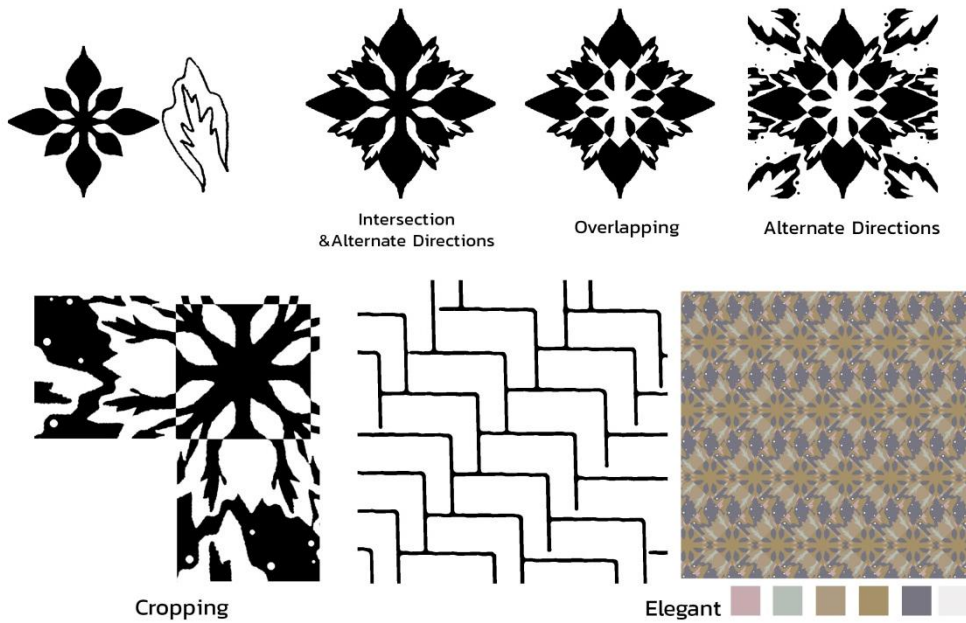 Intersection
&Alternate Directions
Overlapping
Alternate Directions
Cropping
Elegant